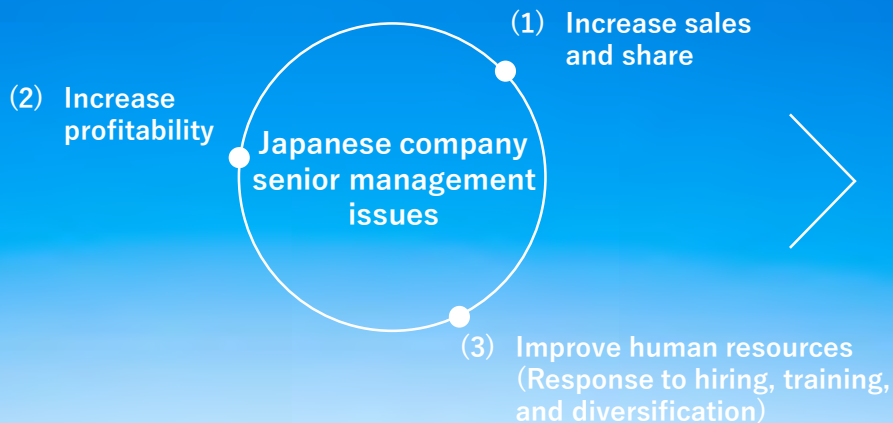 (1) Increase sales
and share
(2) Increase
profitability
Japanese company
senior management
issues
(3) Improve human resources
(Response to hiring, training,
and diversification)